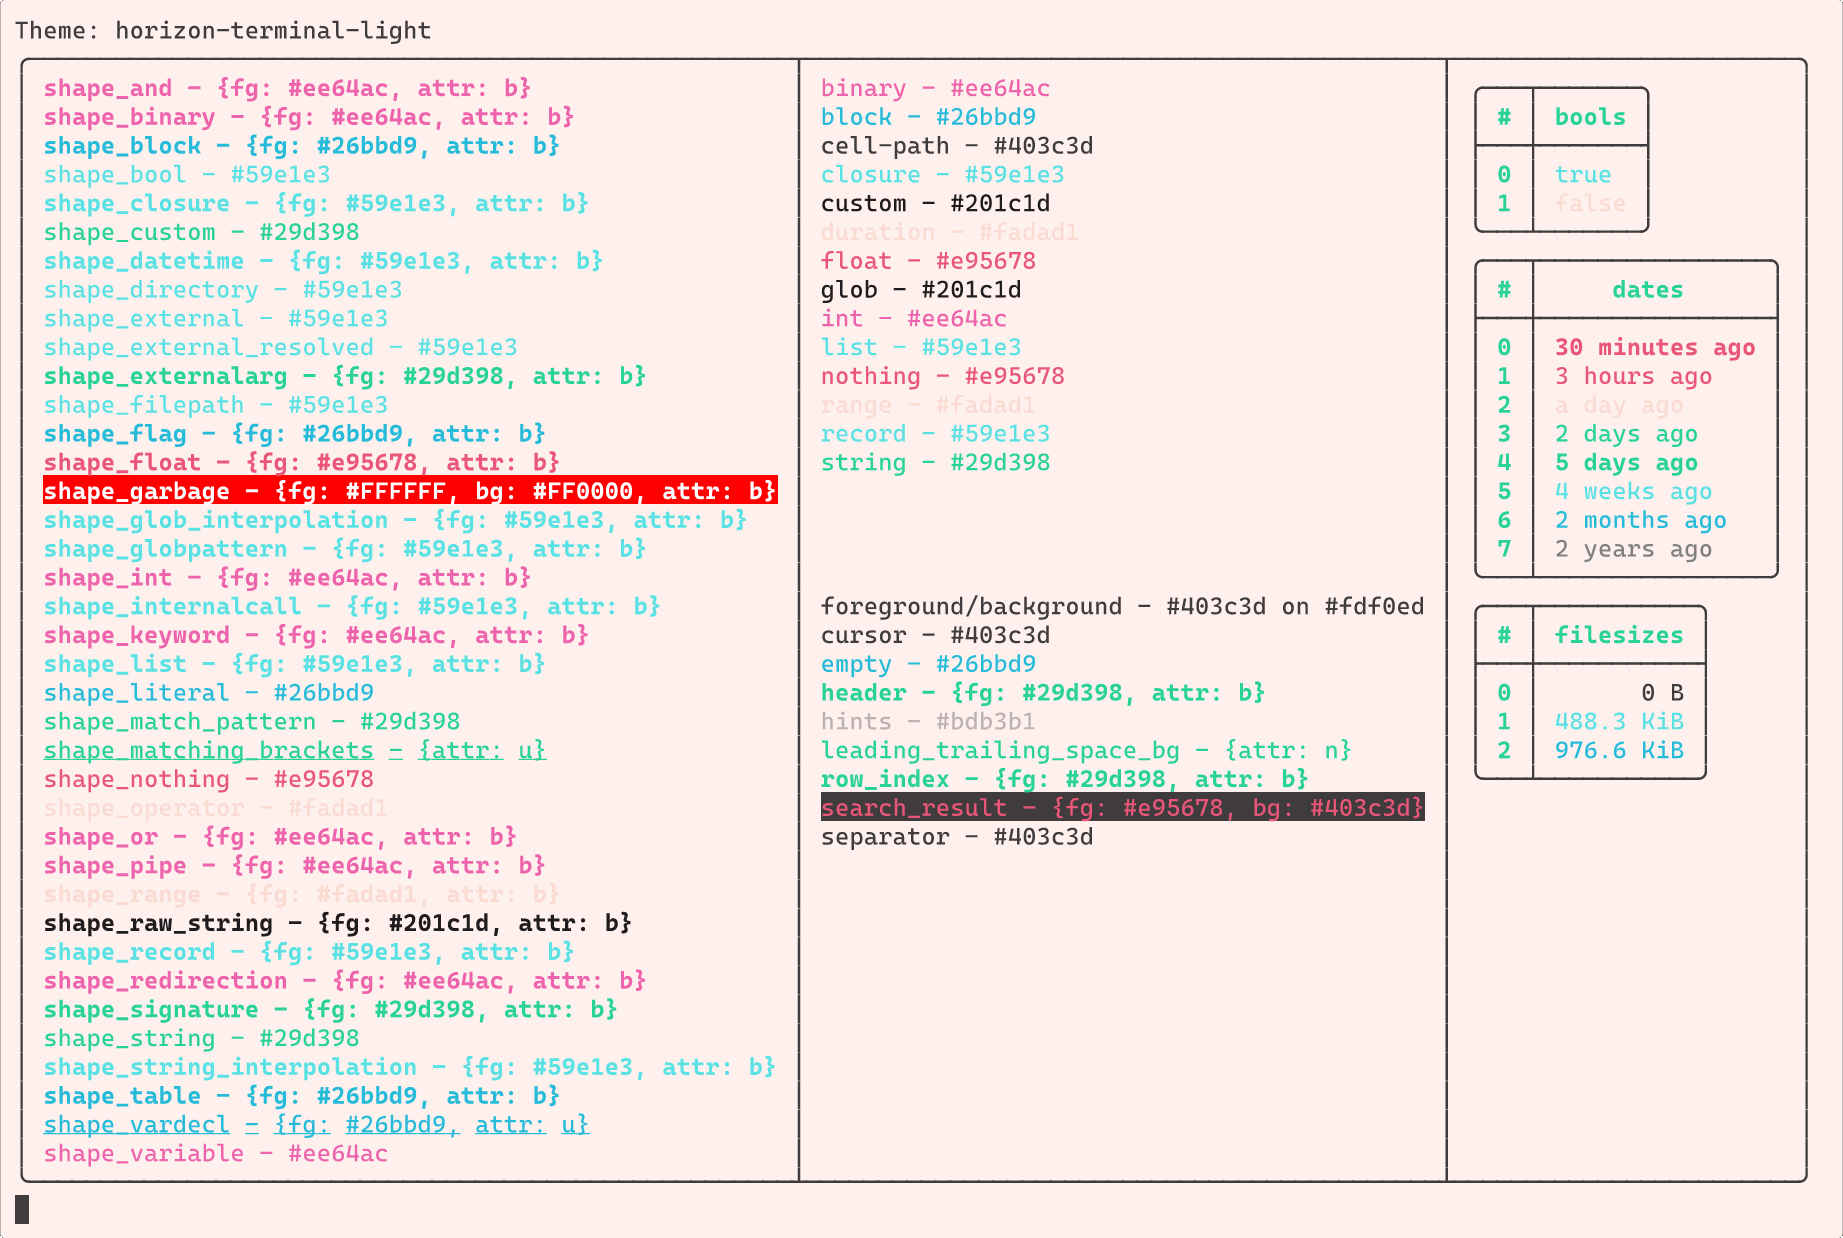 Theme: horizon-terminal-light
shape_and - {fg: #ee64ac, attr: b}
shape_binary - {fg: #ee64ac, attr: b}
shape_block - {fg: #26bbd9, attr: b}
shape_bool - #59e1e3
shape_closure - {fg: #59e1e3, attr: b}
shape_custom - #29d398
shape_datetime - {fg: #59e1e3, attr: b}
shape_directory - #59e1e3
shape_external - #59e1e3
shape_external_resolved - #59e1e3
shape_externalarg - {fg: #29d398, attr: b}
shape_filepath - #59e1e3
shape_flag - {fg: #26bbd9, attr: b}
shape_float - {fg: #e95678, attr: b}
shape_garbage - {fg: #FFFFFF, bg: #FF0000, attr: b}
shape_glob_interpolation - {fg: #59e1e3, attr: b}
shape_globpattern - {fg: #59e1e3, attr: b}
shape_int - {fg: #ee64ac, attr: b}
shape_internalcall - {fg: #59e1e3, attr: b}
shape_keyword - {fg: #ee64ac, attr: b}
shape_list - {fg: #59e1e3, attr: b}
shape_literal - #26bbd9
shape_match_pattern - #29d398
shape_matching_brackets - {attr: u}
shape_nothing - #e95678
shape_operator - #fadad1
shape_or - {fg: #ee64ac, attr: b}
shape_pipe - {fg: #ee64ac, attr: b}
shape_range - {fg: #fadad1, attr: b}
shape_raw_string - {fg: #201c1d, attr: b}
shape_record - {fg: #59e1e3, attr: b}
shape_redirection - {fg: #ee64ac, attr: b}
shape_signature - {fg: #29d398, attr: b}
shape_string - #29d398
shape_string_interpolation - {fg: #59e1e3, attr: b}
shape_table - {fg: #26bbd9, attr: b}
shape_vardecl - {fg: #26bbd9, attr: u}
shape_variable - #ee64ac
binary - #ee64ac
block - #26bbd9
cell-path - #403c3d
closure - #59e1e3
custom - #201c1d
duration - #fadad1
float - #e95678
glob - #201c1d
int - #ee64ac
list - #59e1e3
nothing - #e95678
range - #fadad1
record - #59e1e3
string - #29d398
foreground/background - #403c3d on #fdf0ed
cursor - #403c3d
empty - #26bbd9
header - {fg: #29d398, attr: b}
hints - #bdb3b1
leading_trailing_space_bg - {attr: n}
row_index - {fg: #29d398, attr: b}
search_result - {fg: #e95678, bg: #403c3d}
separator - #403c3d
# bools
0 true
1 false
# dates
0 30 minutes ago
1 3 hours ago
2 a day ago
3 2 days ago
4 5 days ago
5 4 weeks ago
6 2 months ago
7 2 years ago
# filesizes
0 0 B
1 488.3 KiB
2 976.6 KiB